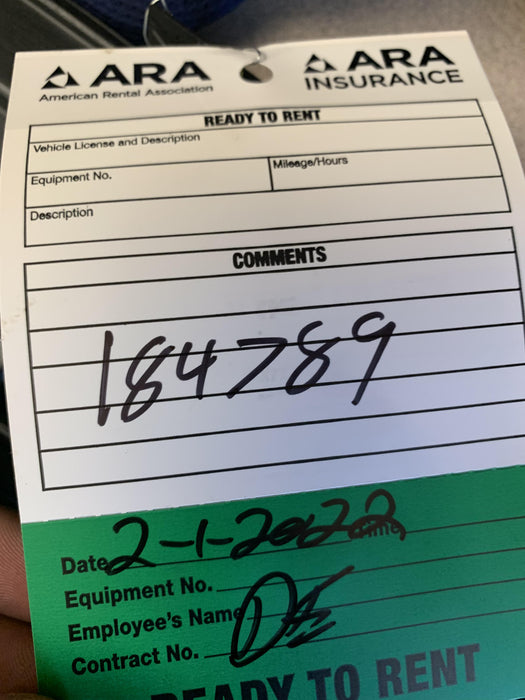 ARA ARA
American Rental Association INSURANCE
READY TO RENT
Vehicle License and Description
Equipment No. Mileage/Hours
Description
COMMENTS
184789
Date 2-1-2022 Time
Equipment No.
Employee's Name
Contract No.
READY TO RENT